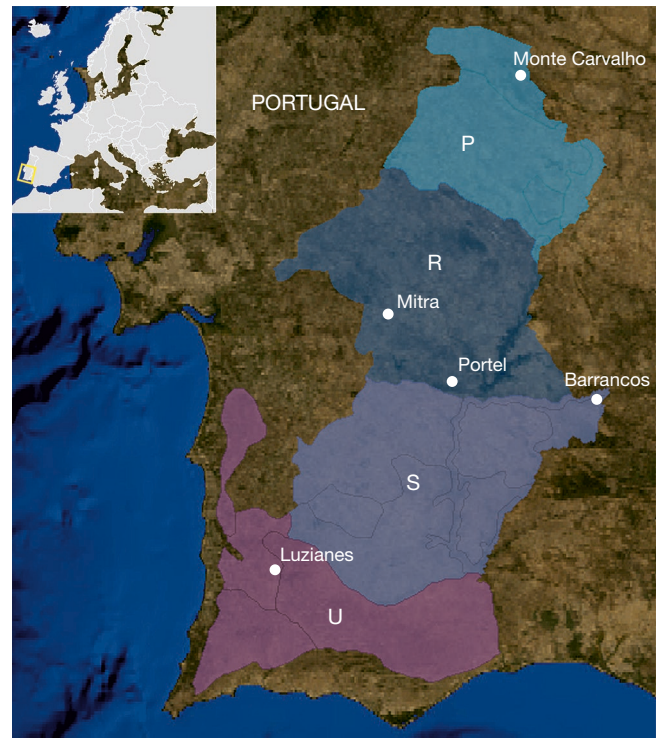 Monte Carvalho
PORTUGAL
P
R
Mitra
Portel
Barrancos
S
Luzianes
U